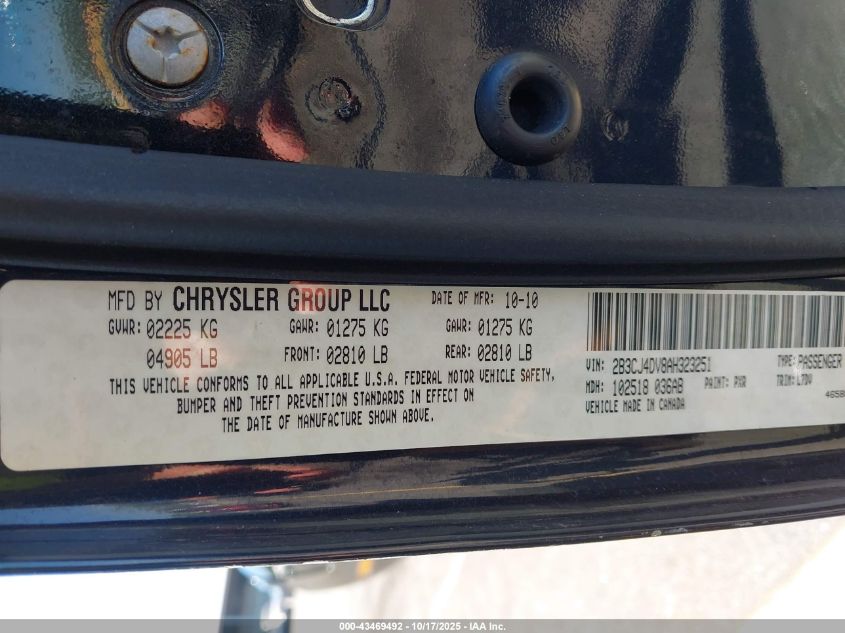 MFD BY CHRYSLER GROUP LLC DATE OF MFR: 10-10
GVWR: 02225 KG GAWR: 01275 KG GAWR: 01275 KG
04905 LB FRONT: 02810 LB REAR: 02810 LB
THIS VEHICLE CONFORMS TO ALL APPLICABLE U.S.A. FEDERAL MOTOR VEHICLE SAFETY,
BUMPER AND THEFT PREVENTION STANDARDS IN EFFECT ON
THE DATE OF MANUFACTURE SHOWN ABOVE.
VIN: 2B3CJ4DV8AH323251 TYPE: PASSENGER
MDH: 102518 036AB PAINT: PXR TRIM: L7DV
VEHICLE MADE IN CANADA
000-43469492 | 10/17/2025 - IAA Inc.